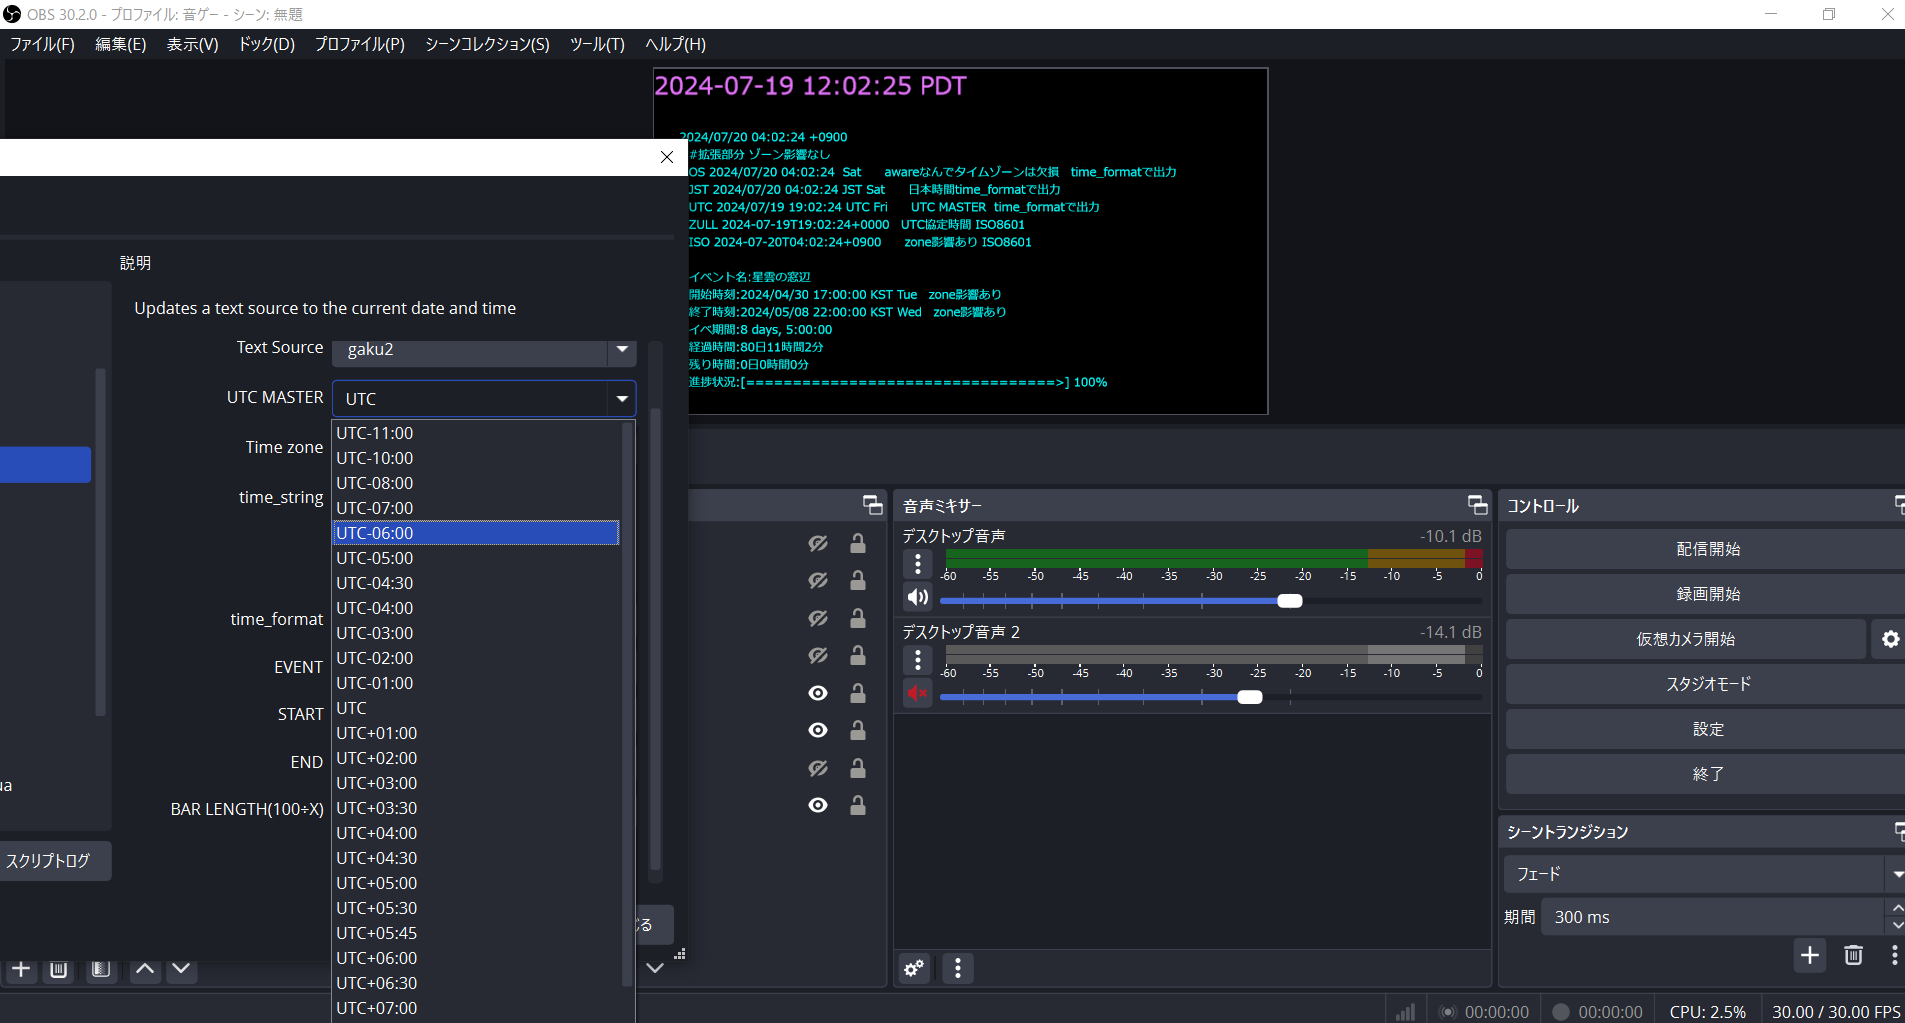 OBS 30.2.0 - プロファイル: 音ゲー - シーン: 無題
ファイル(F) 編集(E) 表示(V) ドック(D) プロファイル(P) シーンコレクション(S) ツール(T) ヘルプ(H)
2024-07-19 12:02:25 PDT
2024/07/20 04:02:24 +0900
#拡張部分 ゾーン影響なし
OS 2024/07/20 04:02:24 Sat awareなんでタイムゾーンは欠損 time_formatで出力
JST 2024/07/20 04:02:24 JST Sat 日本時間time_formatで出力
UTC 2024/07/19 19:02:24 UTC Fri UTC MASTER time_formatで出力
ZULL 2024-07-19T19:02:24+0000 UTC協定時間 ISO8601
ISO 2024-07-20T04:02:24+0900 zone影響あり ISO8601
イベント名:星雲の窓辺
開始時刻:2024/04/30 17:00:00 KST Tue zone影響あり
終了時刻:2024/05/08 22:00:00 KST Wed zone影響あり
イベ期間:8 days, 5:00:00
経過時間:80日11時間2分
残り時間:0日0時間0分
進捗状況:[=================================>] 100%
説明
Updates a text source to the current date and time
Text Source gaku2
UTC MASTER UTC
Time zone
time_string
time_format
EVENT
START
END
BAR LENGTH(100÷X)
UTC-11:00
UTC-10:00
UTC-08:00
UTC-07:00
UTC-06:00
UTC-05:00
UTC-04:30
UTC-04:00
UTC-03:00
UTC-02:00
UTC-01:00
UTC
UTC+01:00
UTC+02:00
UTC+03:00
UTC+03:30
UTC+04:00
UTC+04:30
UTC+05:00
UTC+05:30
UTC+05:45
UTC+06:00
UTC+06:30
UTC+07:00
ua
スクリプトログ
じる
音声ミキサー
デスクトップ音声 -10.1 dB
-60 -55 -50 -45 -40 -35 -30 -25 -20 -15 -10 -5 0
デスクトップ音声 2 -14.1 dB
-60 -55 -50 -45 -40 -35 -30 -25 -20 -15 -10 -5 0
コントロール
配信開始
録画開始
仮想カメラ開始
スタジオモード
設定
終了
シーントランジション
フェード
期間 300 ms
00:00:00 00:00:00 CPU: 2.5% 30.00 / 30.00 FPS